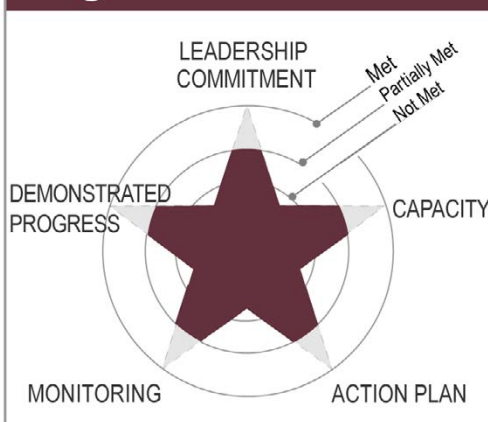 LEADERSHIP
COMMITMENT
Met
Partially Met
Not Met
DEMONSTRATED
PROGRESS
CAPACITY
MONITORING
ACTION PLAN